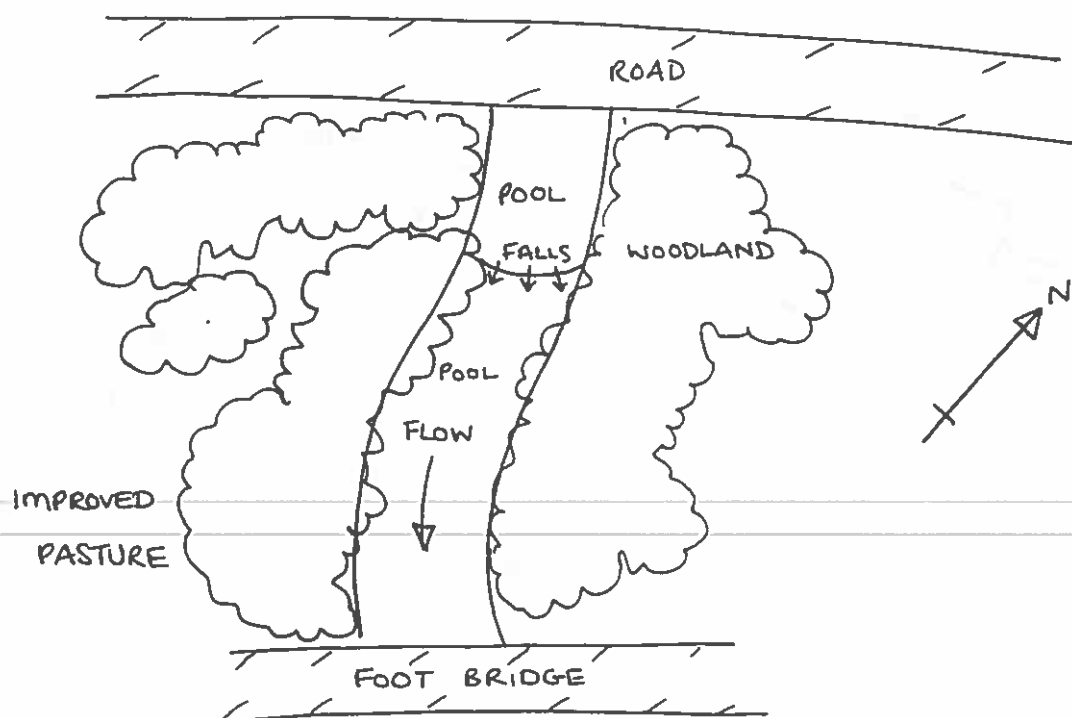 ROAD
POOL
FALLS
WOODLAND
N
POOL
FLOW
IMPROVED
PASTURE
FOOT BRIDGE